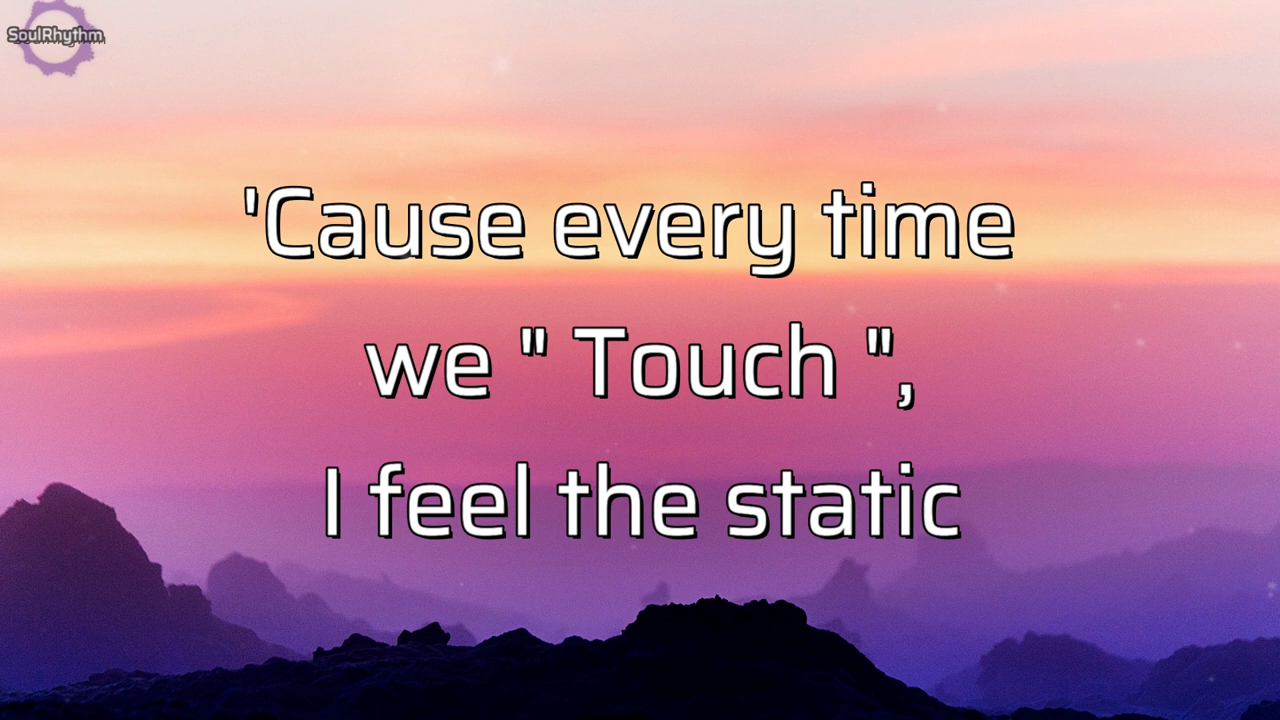 SoulRhythm
'Cause every time
we " Touch ",
I feel the static